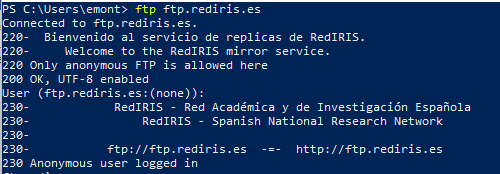 PS C:\Users\emont> ftp ftp.rediris.es
Connected to ftp.rediris.es.
220-  Bienvenido al servicio de replicas de RedIRIS.
220-     Welcome to the RedIRIS mirror service.
220 Only anonymous FTP is allowed here
200 OK, UTF-8 enabled
User (ftp.rediris.es:(none)):
230-            RedIRIS - Red Académica y de Investigación Española
230-                RedIRIS - Spanish National Research Network
230-
230-           ftp://ftp.rediris.es  -=-  http://ftp.rediris.es
230 Anonymous user logged in